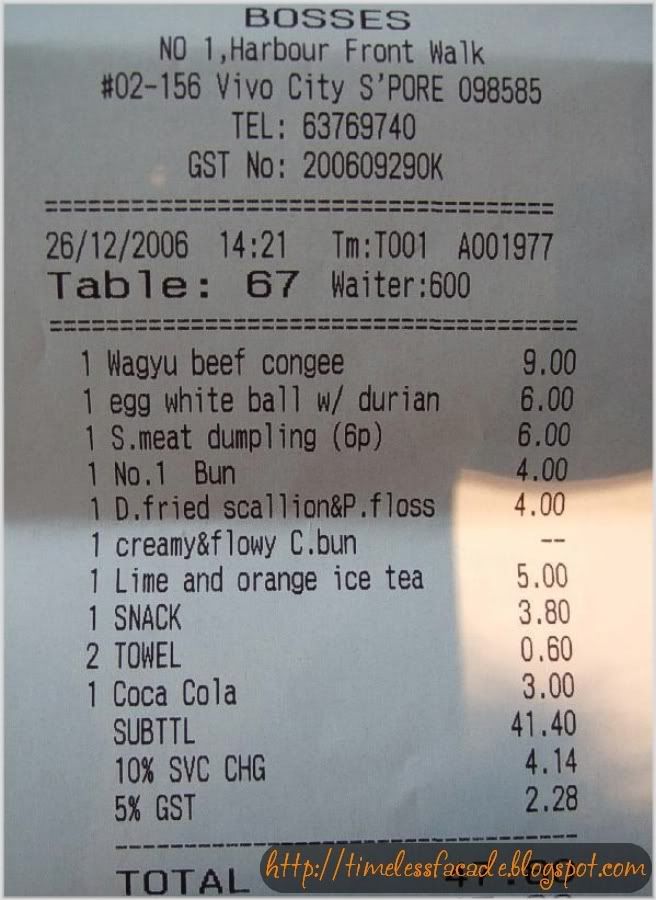 BOSSES
NO 1,Harbour Front Walk
#02-156 Vivo City S'PORE 098585
TEL: 63769740
GST No: 200609290K
26/12/2006 14:21 Tm:T001 A001977
Table: 67 Waiter:600
1 Wagyu beef congee 9.00
1 egg white ball w/ durian 6.00
1 S.meat dumpling (6p) 6.00
1 No.1 Bun 4.00
1 D.fried scallion&P.floss 4.00
1 creamy&flowy C.bun --
1 Lime and orange ice tea 5.00
1 SNACK 3.80
2 TOWEL 0.60
1 Coca Cola 3.00
SUBTTL 41.40
10% SVC CHG 4.14
5% GST 2.28
TOTAL
http://timelessfacade.blogspot.com